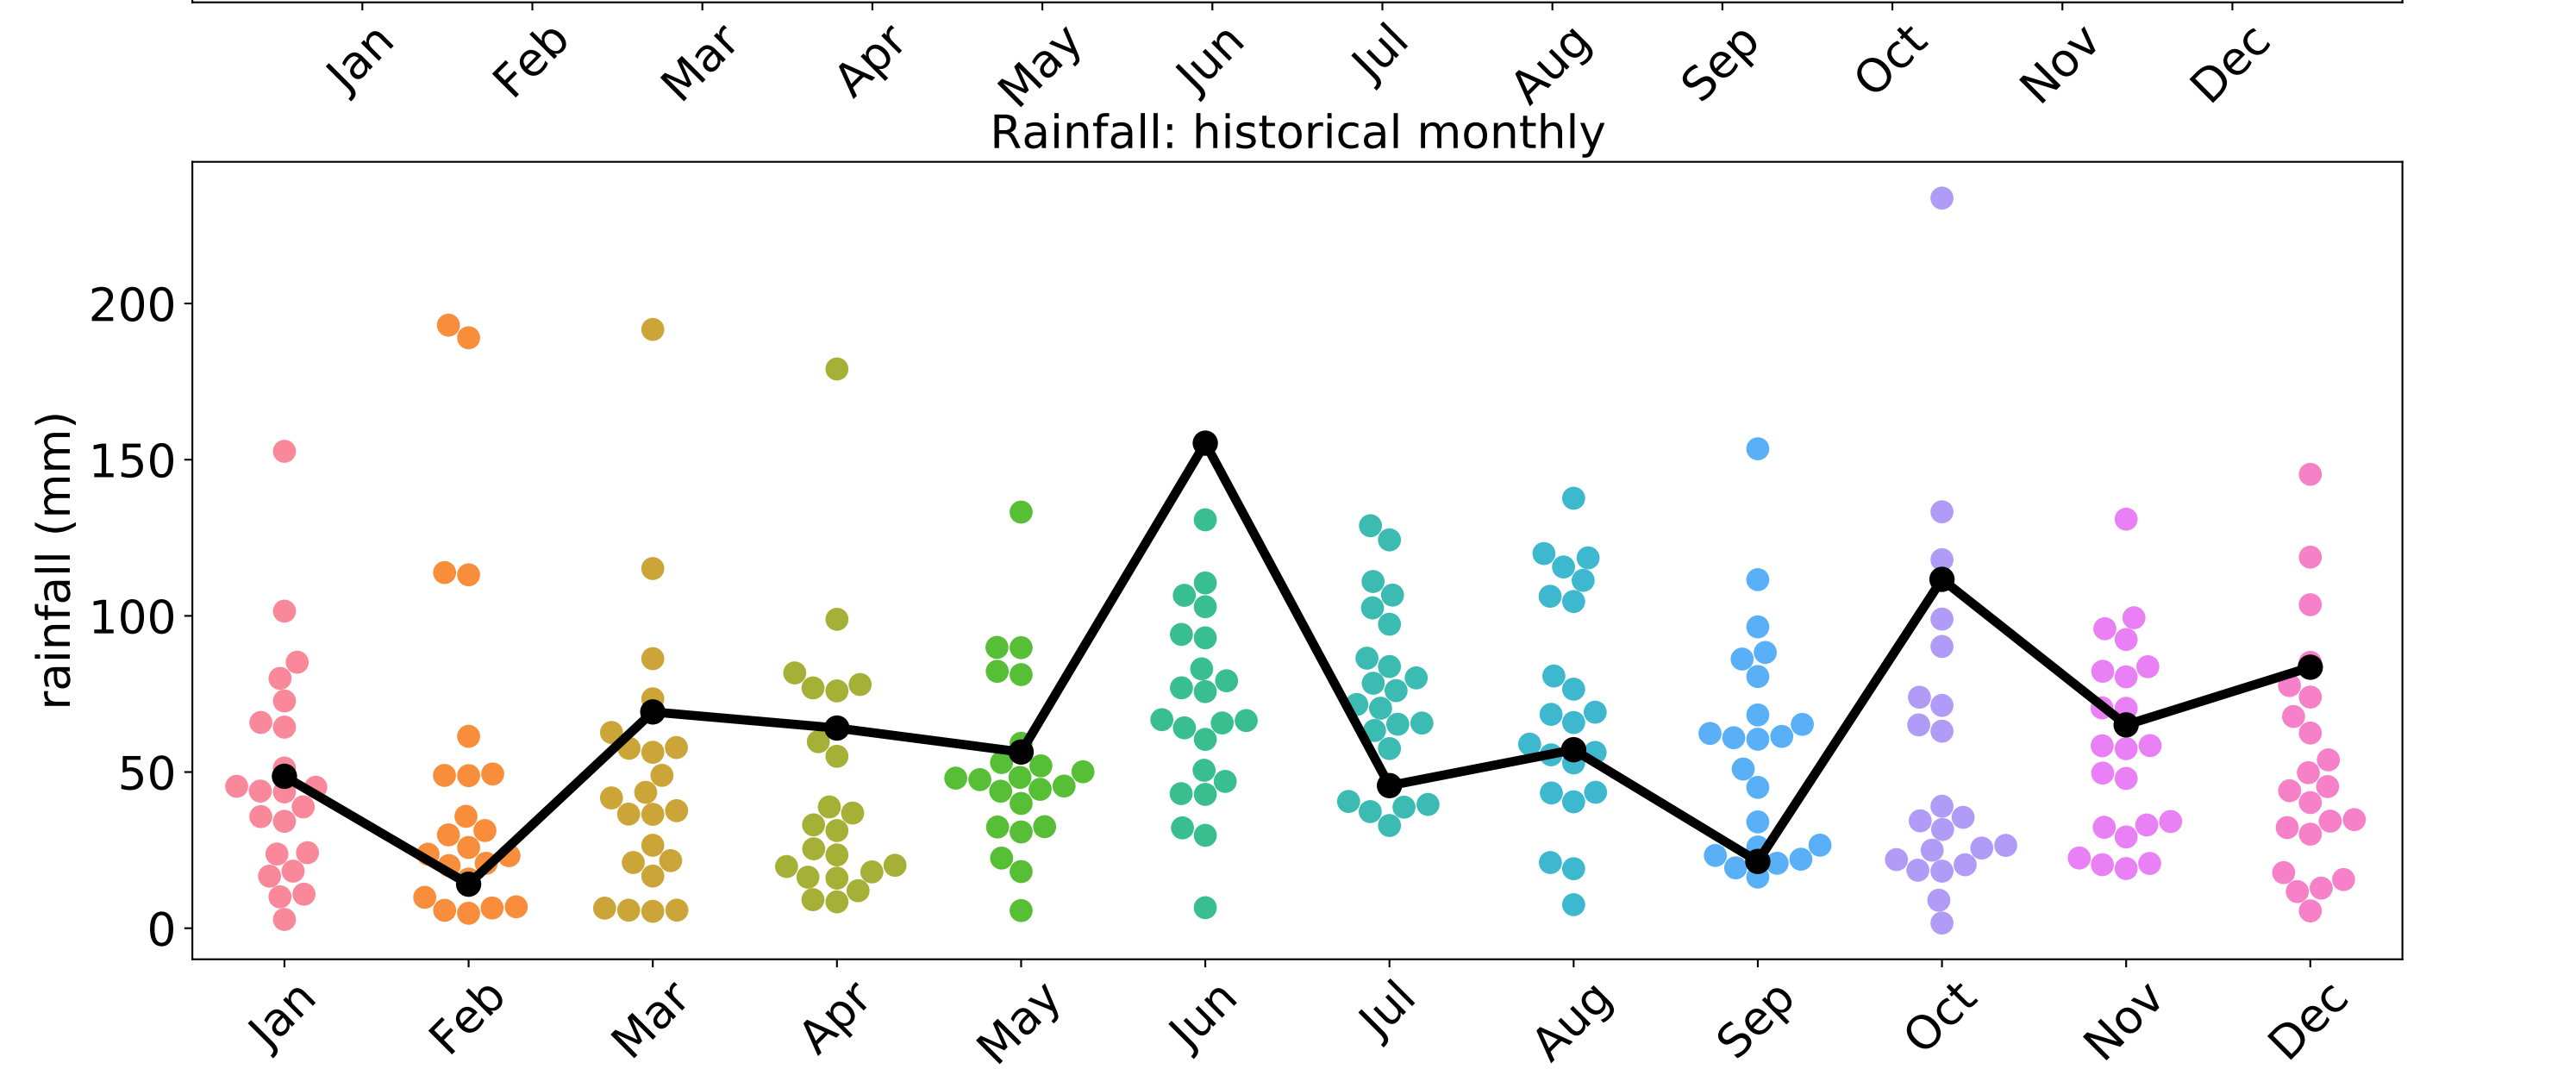 Jan Feb Mar Apr May Jun Jul Aug Sep Oct Nov Dec
Rainfall: historical monthly
rainfall (mm)
200
150
100
50
0
Jan Feb Mar Apr May Jun Jul Aug Sep Oct Nov Dec